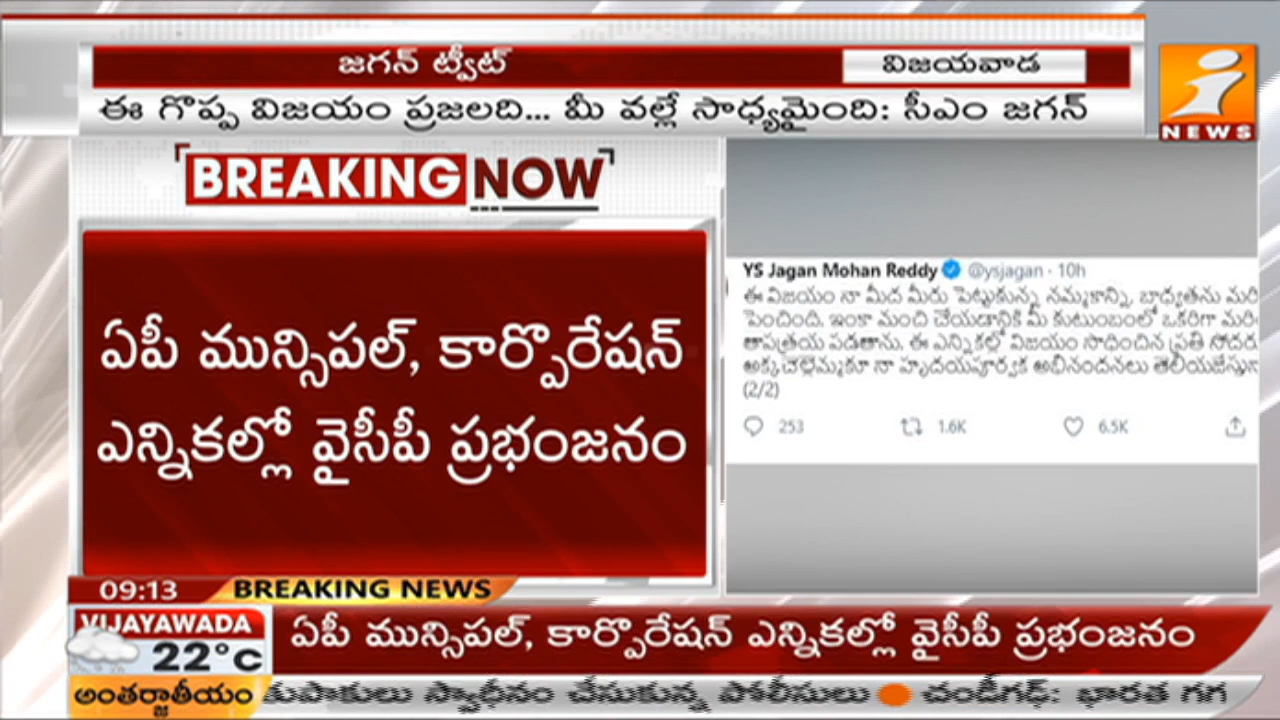 జగన్ ట్వీట్
విజయవాడ
ఈ గొప్ప విజయం ప్రజలది... మీ వల్లే సాధ్యమైంది: సీఎం జగన్
i
NEWS
BREAKING NOW
ఏపీ మున్సిపల్, కార్పొరేషన్
ఎన్నికల్లో వైసీపీ ప్రభంజనం
YS Jagan Mohan Reddy @ysjagan · 10h
ఈ విజయం నా మీద మీరు పెట్టుకున్న నమ్మకాన్ని, బాధ్యతను మరి
పెంచింది. ఇంకా మంచి చేయడానికి మీ కుటుంబంలో ఒకరిగా మరి
తాపత్రయ పడతాను. ఈ ఎన్నికల్లో విజయం సాధించిన ప్రతి సోదరు
అక్కచెల్లెమ్మకూ నా హృదయపూర్వక అభినందనలు తెలియజేస్తున
(2/2)
253 1.6K 6.5K
09:13 BREAKING NEWS
VIJAYAWADA
22°C
ఏపీ మున్సిపల్, కార్పొరేషన్ ఎన్నికల్లో వైసీపీ ప్రభంజనం
అంతర్జాతీయం
తుపాకులు స్వాధీనం చేసుకున్న పోలీసులు చండీగఢ్: భారత గగ